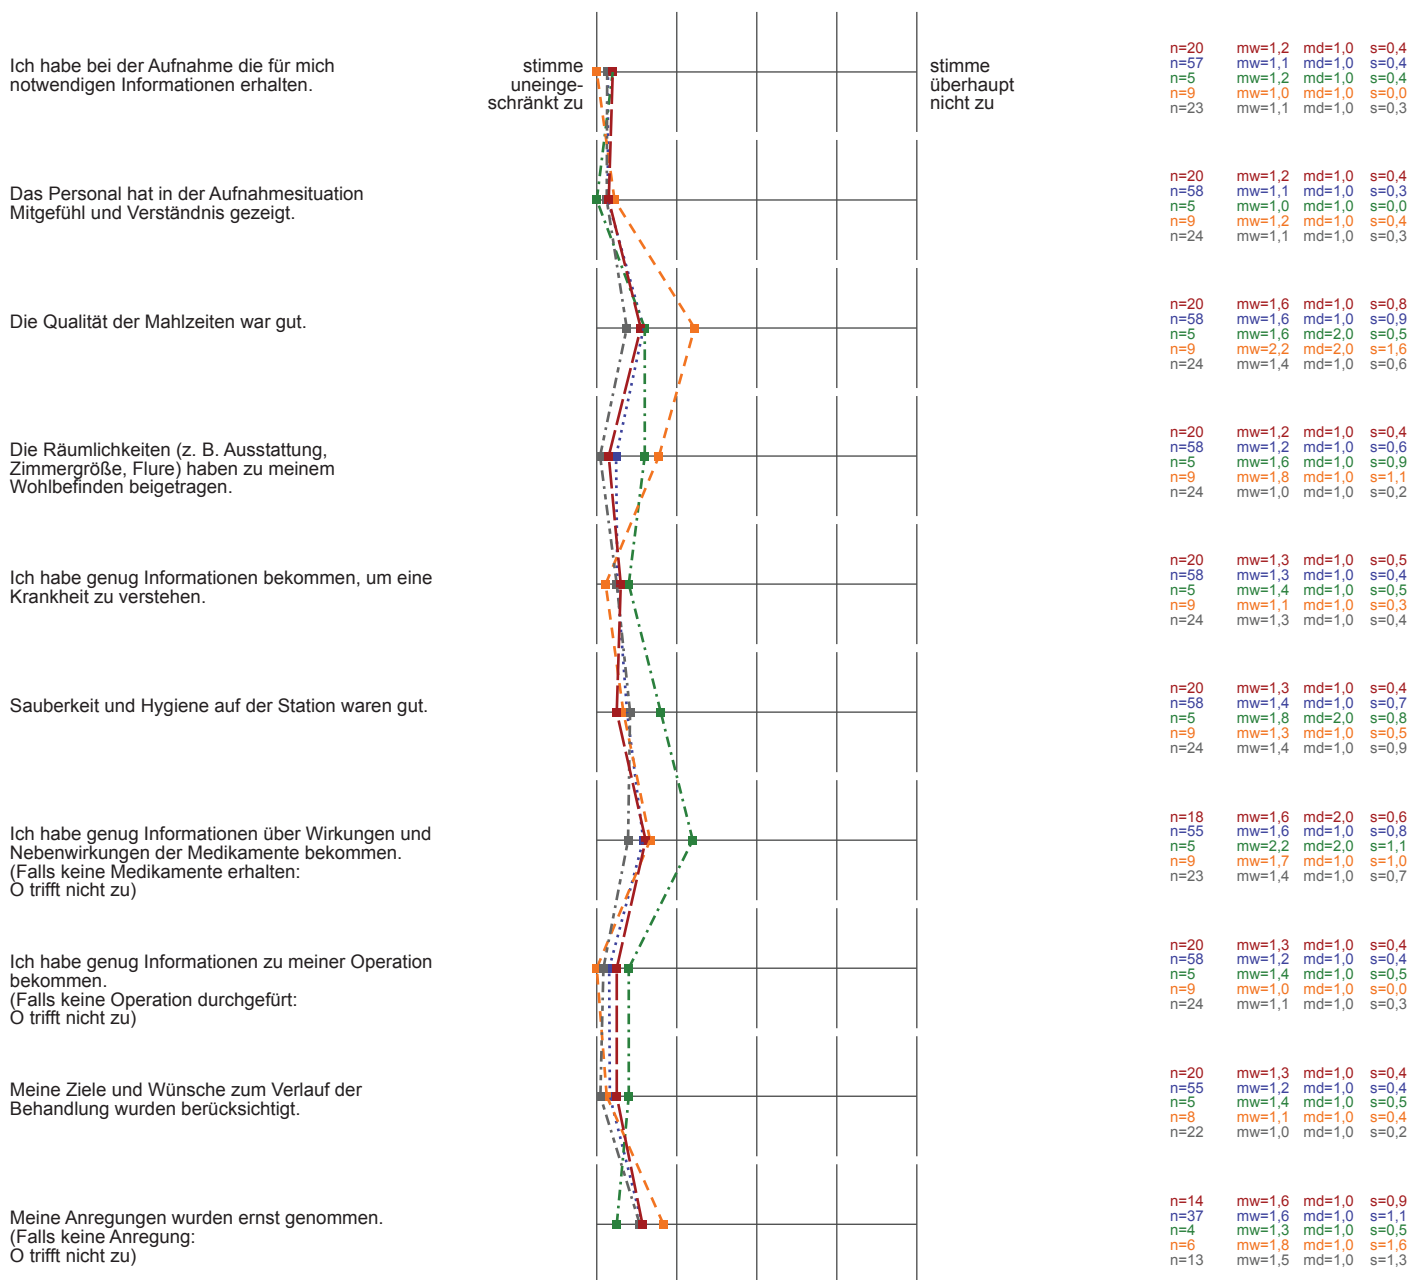 Ich habe bei der Aufnahme die für mich
notwendigen Informationen erhalten.
stimme
uneinge-
schränkt zu
stimme
überhaupt
nicht zu
n=20 mw=1,2 md=1,0 s=0,4
n=57 mw=1,1 md=1,0 s=0,4
n=5 mw=1,2 md=1,0 s=0,4
n=9 mw=1,0 md=1,0 s=0,0
n=23 mw=1,1 md=1,0 s=0,3
Das Personal hat in der Aufnahmesituation
Mitgefühl und Verständnis gezeigt.
n=20 mw=1,2 md=1,0 s=0,4
n=58 mw=1,1 md=1,0 s=0,3
n=5 mw=1,0 md=1,0 s=0,0
n=9 mw=1,2 md=1,0 s=0,4
n=24 mw=1,1 md=1,0 s=0,3
Die Qualität der Mahlzeiten war gut.
n=20 mw=1,6 md=1,0 s=0,8
n=58 mw=1,6 md=1,0 s=0,9
n=5 mw=1,6 md=2,0 s=0,5
n=9 mw=2,2 md=2,0 s=1,6
n=24 mw=1,4 md=1,0 s=0,6
Die Räumlichkeiten (z. B. Ausstattung,
Zimmergröße, Flure) haben zu meinem
Wohlbefinden beigetragen.
n=20 mw=1,2 md=1,0 s=0,4
n=58 mw=1,2 md=1,0 s=0,6
n=5 mw=1,6 md=1,0 s=0,9
n=9 mw=1,8 md=1,0 s=1,1
n=24 mw=1,0 md=1,0 s=0,2
Ich habe genug Informationen bekommen, um eine
Krankheit zu verstehen.
n=20 mw=1,3 md=1,0 s=0,5
n=58 mw=1,3 md=1,0 s=0,4
n=5 mw=1,4 md=1,0 s=0,5
n=9 mw=1,1 md=1,0 s=0,3
n=24 mw=1,3 md=1,0 s=0,4
Sauberkeit und Hygiene auf der Station waren gut.
n=20 mw=1,3 md=1,0 s=0,4
n=58 mw=1,4 md=1,0 s=0,7
n=5 mw=1,8 md=2,0 s=0,8
n=9 mw=1,3 md=1,0 s=0,5
n=24 mw=1,4 md=1,0 s=0,9
Ich habe genug Informationen über Wirkungen und
Nebenwirkungen der Medikamente bekommen.
(Falls keine Medikamente erhalten:
O trifft nicht zu)
n=18 mw=1,6 md=2,0 s=0,6
n=55 mw=1,6 md=1,0 s=0,8
n=5 mw=2,2 md=2,0 s=1,1
n=9 mw=1,7 md=1,0 s=1,0
n=23 mw=1,4 md=1,0 s=0,7
Ich habe genug Informationen zu meiner Operation
bekommen.
(Falls keine Operation durchgefürt:
O trifft nicht zu)
n=20 mw=1,3 md=1,0 s=0,4
n=58 mw=1,2 md=1,0 s=0,4
n=5 mw=1,4 md=1,0 s=0,5
n=9 mw=1,0 md=1,0 s=0,0
n=24 mw=1,1 md=1,0 s=0,3
Meine Ziele und Wünsche zum Verlauf der
Behandlung wurden berücksichtigt.
n=20 mw=1,3 md=1,0 s=0,4
n=55 mw=1,2 md=1,0 s=0,4
n=5 mw=1,4 md=1,0 s=0,5
n=8 mw=1,1 md=1,0 s=0,4
n=22 mw=1,0 md=1,0 s=0,2
Meine Anregungen wurden ernst genommen.
(Falls keine Anregung:
O trifft nicht zu)
n=14 mw=1,6 md=1,0 s=0,9
n=37 mw=1,6 md=1,0 s=1,1
n=4 mw=1,3 md=1,0 s=0,5
n=6 mw=1,8 md=1,0 s=1,6
n=13 mw=1,5 md=1,0 s=1,3